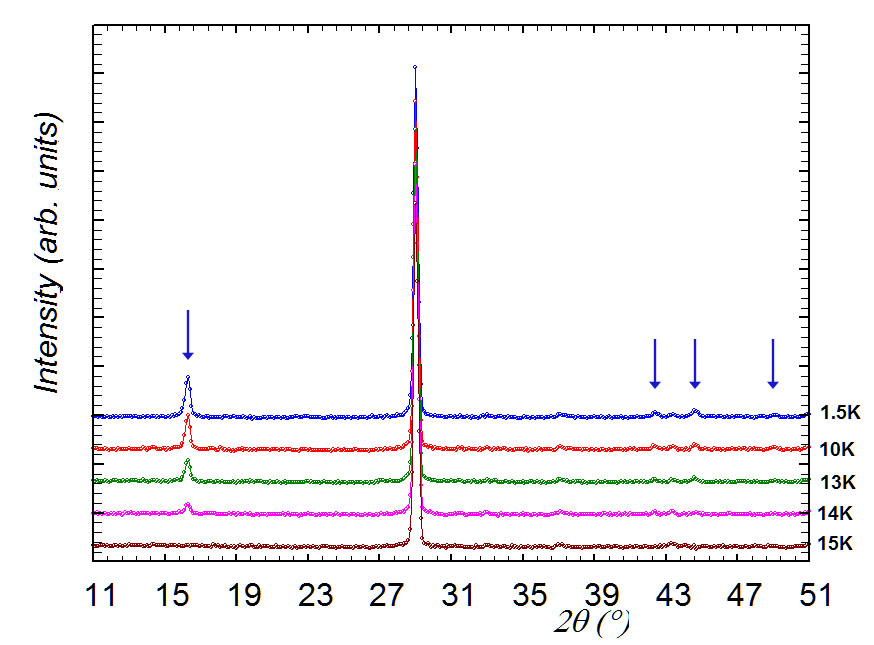 Intensity (arb. units)
1.5K
10K
13K
14K
15K
11 15 19 23 27 31 35 39 43 47 51
2θ (°)